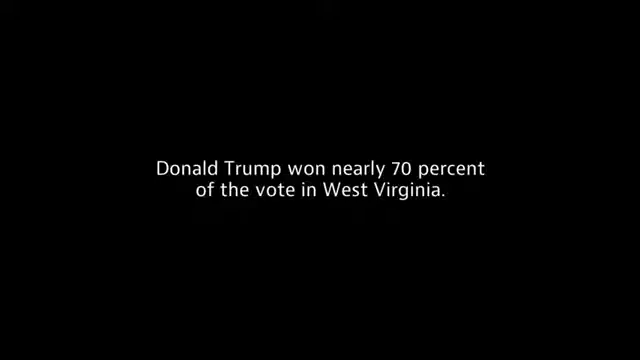 Donald Trump won nearly 70 percent
of the vote in West Virginia.